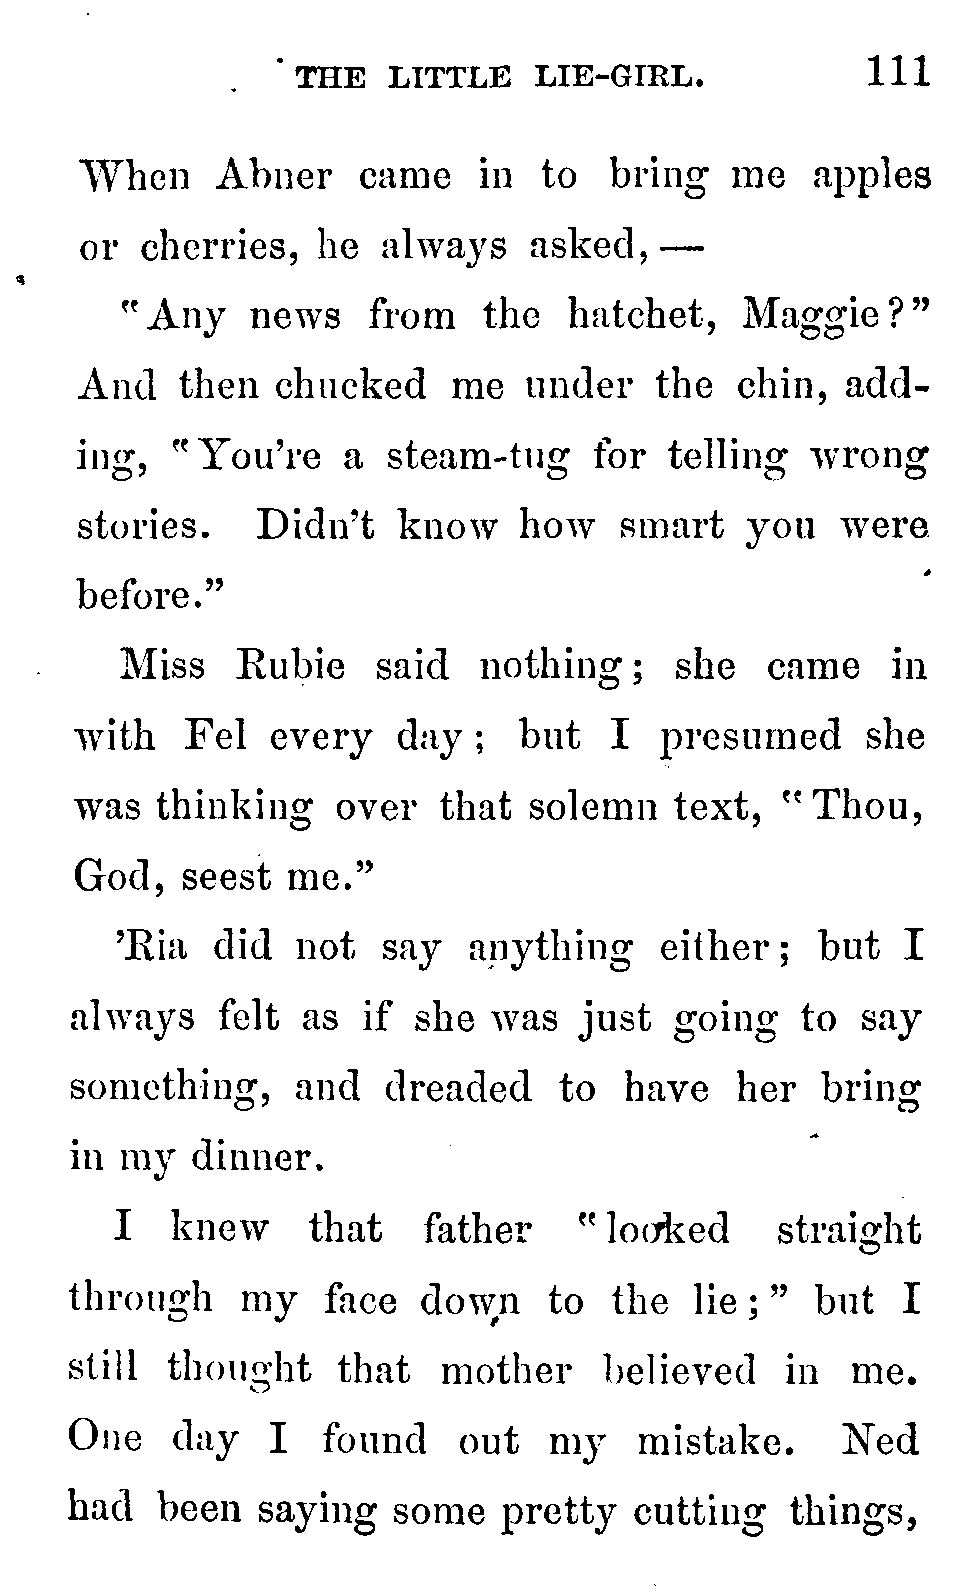 THE LITTLE LIE-GIRL. 111
When Abner came in to bring me apples
or cherries, he always asked,—
"Any news from the hatchet, Maggie?"
And then chucked me under the chin, add-
ing, "You're a steam-tug for telling wrong
stories. Didn't know how smart you were
before."
Miss Rubie said nothing; she came in
with Fel every day; but I presumed she
was thinking over that solemn text, "Thou,
God, seest me."
'Ria did not say anything either; but I
always felt as if she was just going to say
something, and dreaded to have her bring
in my dinner.
I knew that father "looked straight
through my face down to the lie;" but I
still thought that mother believed in me.
One day I found out my mistake. Ned
had been saying some pretty cutting things,